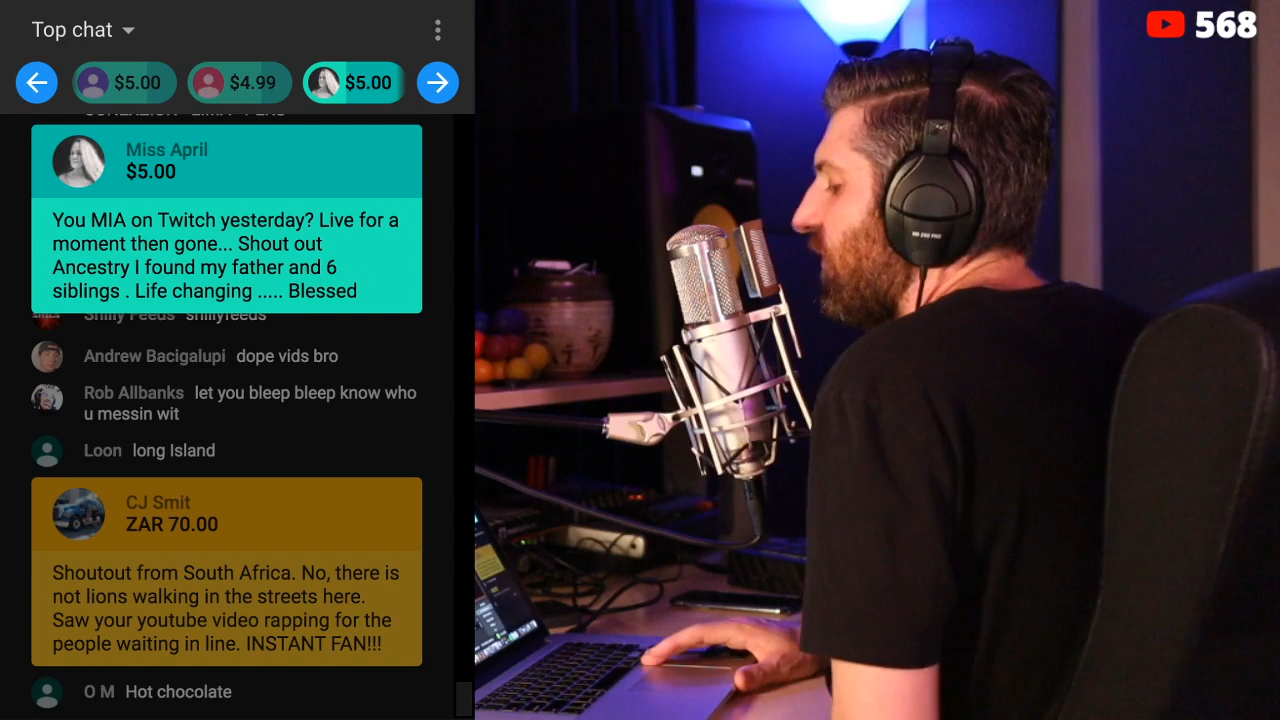 Top chat
568
$5.00
$4.99
$5.00
Miss April
$5.00
You MIA on Twitch yesterday? Live for a
moment then gone... Shout out
Ancestry I found my father and 6
siblings . Life changing ..... Blessed
Shilly Feeds shillyfeeds
Andrew Bacigalupi dope vids bro
Rob Allbanks let you bleep bleep know who
u messin wit
Loon long Island
CJ Smit
ZAR 70.00
Shoutout from South Africa. No, there is
not lions walking in the streets here.
Saw your youtube video rapping for the
people waiting in line. INSTANT FAN!!!
O M Hot chocolate